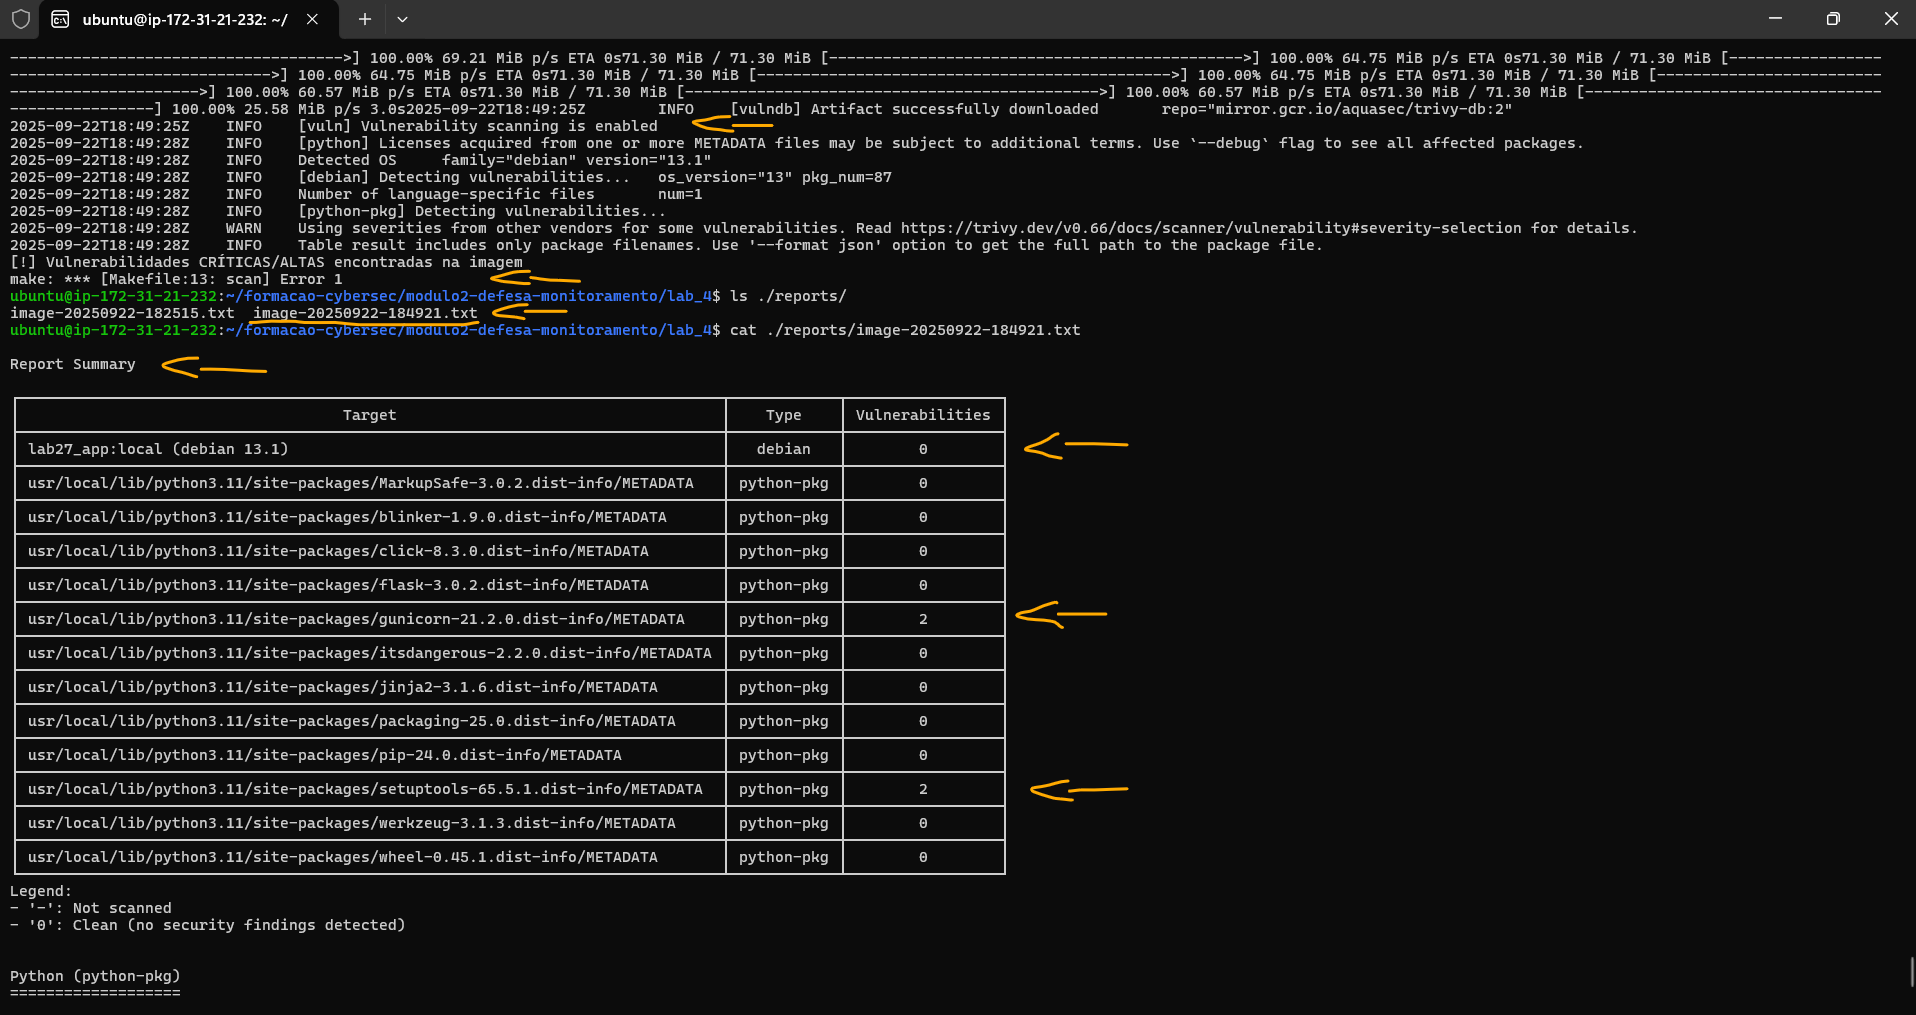 ubuntu@ip-172-31-21-232: ~/
------------------------------------->] 100.00% 69.21 MiB p/s ETA 0s71.30 MiB / 71.30 MiB [---------------------------------------------->] 100.00% 64.75 MiB p/s ETA 0s71.30 MiB / 71.30 MiB [-----------------
----------------------------->] 100.00% 64.75 MiB p/s ETA 0s71.30 MiB / 71.30 MiB [---------------------------------------------->] 100.00% 64.75 MiB p/s ETA 0s71.30 MiB / 71.30 MiB [-------------------------
--------------------->] 100.00% 60.57 MiB p/s ETA 0s71.30 MiB / 71.30 MiB [---------------------------------------------->] 100.00% 60.57 MiB p/s ETA 0s71.30 MiB / 71.30 MiB [---------------------------------
----------------] 100.00% 25.58 MiB p/s 3.0s2025-09-22T18:49:25Z INFO [vulndb] Artifact successfully downloaded repo="mirror.gcr.io/aquasec/trivy-db:2"
2025-09-22T18:49:25Z INFO [vuln] Vulnerability scanning is enabled
2025-09-22T18:49:28Z INFO [python] Licenses acquired from one or more METADATA files may be subject to additional terms. Use `--debug` flag to see all affected packages.
2025-09-22T18:49:28Z INFO Detected OS family="debian" version="13.1"
2025-09-22T18:49:28Z INFO [debian] Detecting vulnerabilities... os_version="13" pkg_num=87
2025-09-22T18:49:28Z INFO Number of language-specific files num=1
2025-09-22T18:49:28Z INFO [python-pkg] Detecting vulnerabilities...
2025-09-22T18:49:28Z WARN Using severities from other vendors for some vulnerabilities. Read https://trivy.dev/v0.66/docs/scanner/vulnerability#severity-selection for details.
2025-09-22T18:49:28Z INFO Table result includes only package filenames. Use '--format json' option to get the full path to the package file.
[!] Vulnerabilidades CRÍTICAS/ALTAS encontradas na imagem
make: *** [Makefile:13: scan] Error 1
ubuntu@ip-172-31-21-232:~/formacao-cybersec/modulo2-defesa-monitoramento/lab_4$ ls ./reports/
image-20250922-182515.txt image-20250922-184921.txt
ubuntu@ip-172-31-21-232:~/formacao-cybersec/modulo2-defesa-monitoramento/lab_4$ cat ./reports/image-20250922-184921.txt
Report Summary
Target Type Vulnerabilities
lab27_app:local (debian 13.1) debian 0
usr/local/lib/python3.11/site-packages/MarkupSafe-3.0.2.dist-info/METADATA python-pkg 0
usr/local/lib/python3.11/site-packages/blinker-1.9.0.dist-info/METADATA python-pkg 0
usr/local/lib/python3.11/site-packages/click-8.3.0.dist-info/METADATA python-pkg 0
usr/local/lib/python3.11/site-packages/flask-3.0.2.dist-info/METADATA python-pkg 0
usr/local/lib/python3.11/site-packages/gunicorn-21.2.0.dist-info/METADATA python-pkg 2
usr/local/lib/python3.11/site-packages/itsdangerous-2.2.0.dist-info/METADATA python-pkg 0
usr/local/lib/python3.11/site-packages/jinja2-3.1.6.dist-info/METADATA python-pkg 0
usr/local/lib/python3.11/site-packages/packaging-25.0.dist-info/METADATA python-pkg 0
usr/local/lib/python3.11/site-packages/pip-24.0.dist-info/METADATA python-pkg 0
usr/local/lib/python3.11/site-packages/setuptools-65.5.1.dist-info/METADATA python-pkg 2
usr/local/lib/python3.11/site-packages/werkzeug-3.1.3.dist-info/METADATA python-pkg 0
usr/local/lib/python3.11/site-packages/wheel-0.45.1.dist-info/METADATA python-pkg 0
Legend:
- '-': Not scanned
- '0': Clean (no security findings detected)
Python (python-pkg)
===================